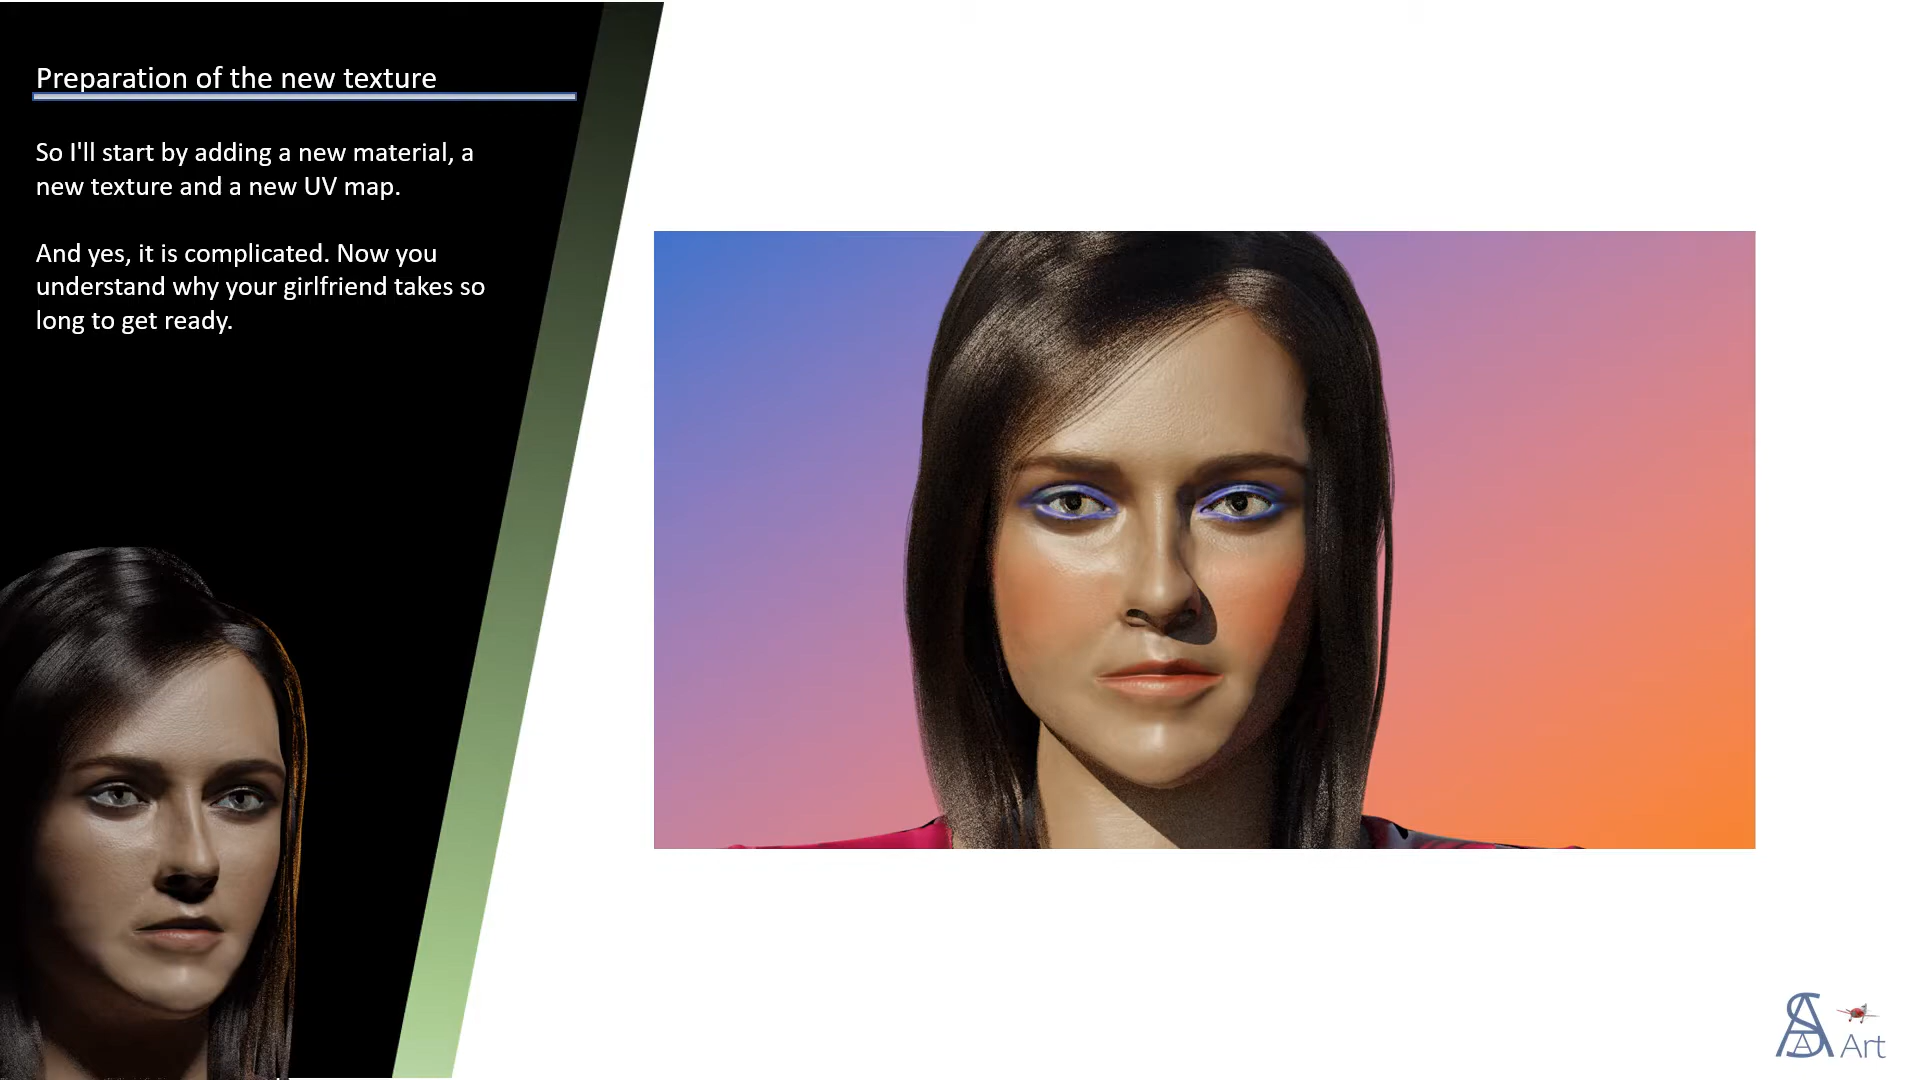 Preparation of the new texture
So I'll start by adding a new material, a
new texture and a new UV map.
And yes, it is complicated. Now you
understand why your girlfriend takes so
long to get ready.
SAA Art